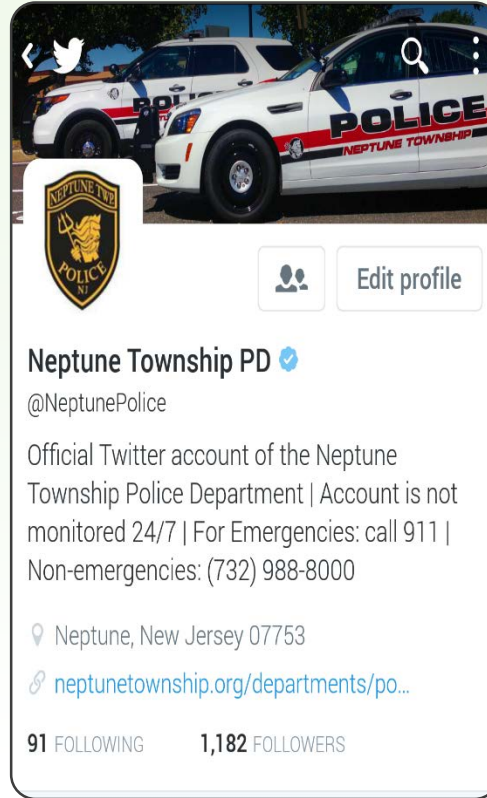 POLICE
POLICE
NEPTUNE TOWNSHIP
NEPTUNE TWP
POLICE
NJ
Edit profile
Neptune Township PD
@NeptunePolice
Official Twitter account of the Neptune
Township Police Department | Account is not
monitored 24/7 | For Emergencies: call 911 |
Non-emergencies: (732) 988-8000
Neptune, New Jersey 07753
neptunetownship.org/departments/po...
91 FOLLOWING 1,182 FOLLOWERS